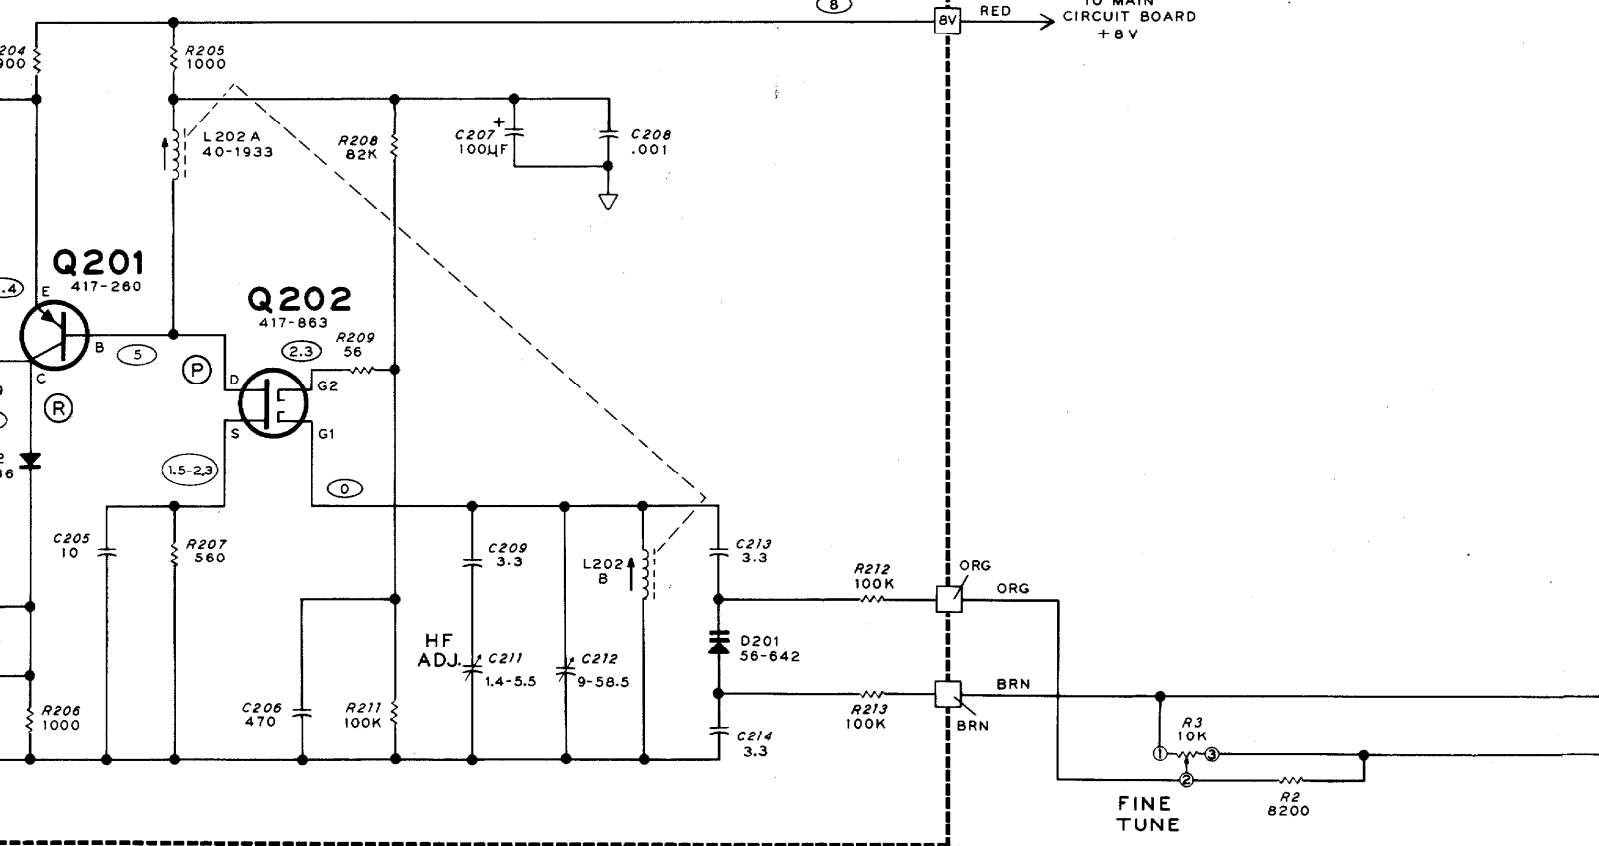 8
8V
RED
TO MAIN
CIRCUIT BOARD
+8V
204
900
R205
1000
L202A
40-1933
R208
82K
+
C207
100µF
C208
.001
Q201
417-260
.4
E
B
C
5
P
R
Q202
417-863
2.3
R209
56
D
G2
S
G1
1.5-2.3
0
C205
10
R207
560
C209
3.3
L202
B
C213
3.3
R212
100K
ORG
ORG
HF
ADJ.
C211
1.4-5.5
C212
9-58.5
D201
56-642
BRN
BRN
R206
1000
C206
470
R211
100K
C214
3.3
R213
100K
R3
10K
1
3
2
R2
8200
FINE
TUNE